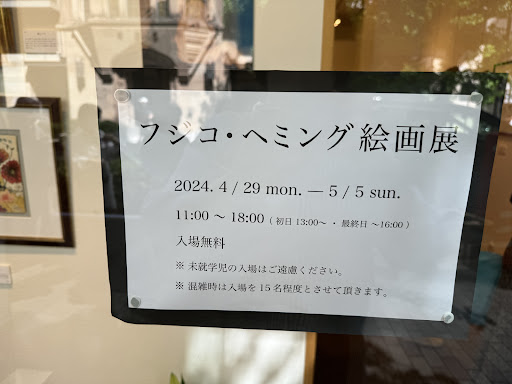 フジコ・ヘミング絵画展
2024. 4 / 29 mon. — 5 / 5 sun.
11:00 〜 18:00 ( 初日 13:00〜 ・ 最終日 〜16:00 )
入場無料
※ 未就学児の入場はご遠慮ください。
※ 混雑時は入場を 15 名程度とさせて頂きます。